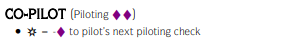 CO-PILOT (Piloting ◆◆)
• ☼ = -◆ to pilot's next piloting check